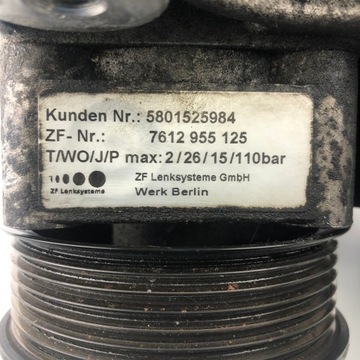 Kunden Nr.: 5801525984
ZF- Nr.: 7612 955 125
T/WO/J/P max: 2/26/15/110bar
ZF Lenksysteme GmbH
ZF Lenksysteme Werk Berlin